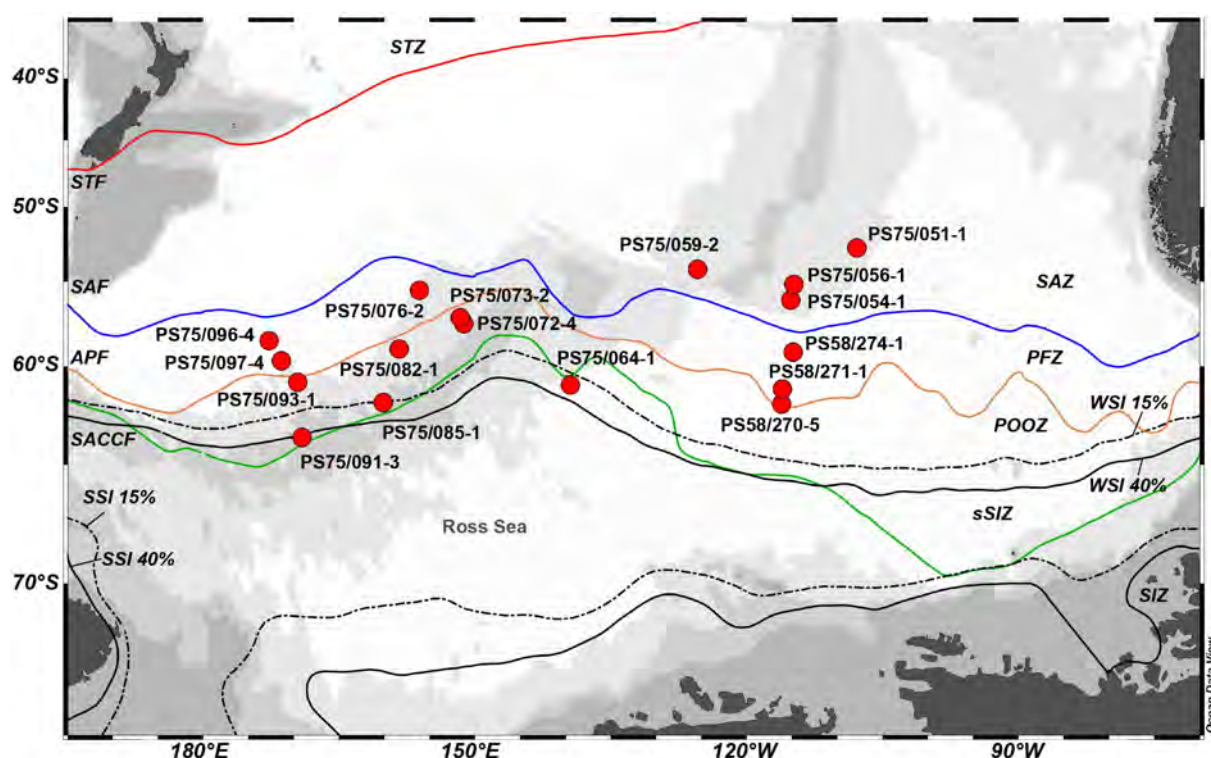 STZ
40°S
STF
50°S
PS75/051-1
PS75/059-2
PS75/056-1
SAZ
SAF
PS75/073-2
PS75/054-1
PS75/076-2
PS75/072-4
PS75/096-4
PS58/274-1
APF
PS75/064-1
PFZ
60°S
PS75/097-4
PS75/082-1
PS58/271-1
PS75/093-1
WSI 15%
SACCF
PS75/085-1
PS58/270-5
POOZ
PS75/091-3
WSI 40%
SSI 15%
sSIZ
Ross Sea
SSI 40%
70°S
SIZ
Ocean Data View
180°E
150°E
120°W
90°W